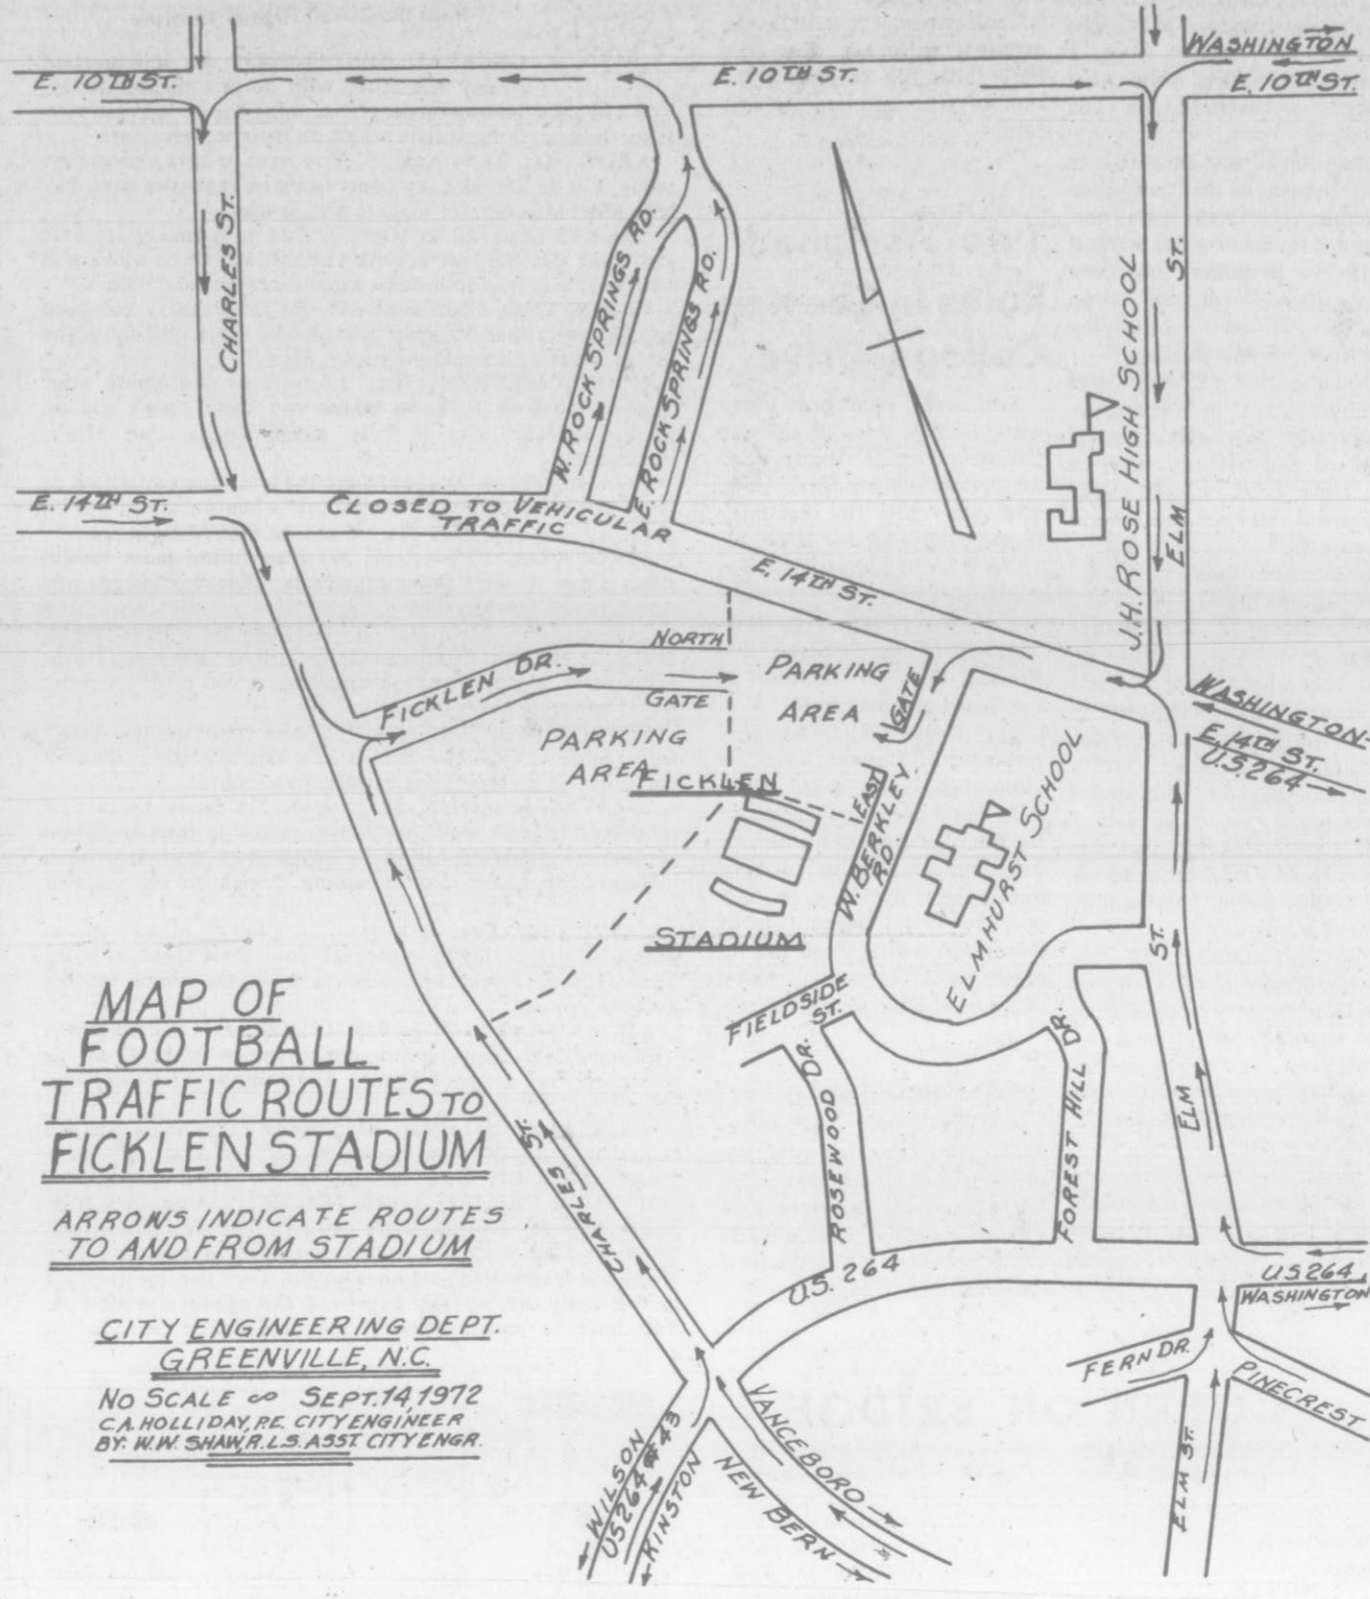 WASHINGTON
E. 10TH ST.
E. 10TH ST.
E. 10TH ST.
CHARLES ST.
N. ROCK SPRINGS RD.
E. ROCK SPRINGS RD.
J.H. ROSE HIGH SCHOOL
ELM ST.
E. 14TH ST.
CLOSED TO VEHICULAR
TRAFFIC
E. 14TH ST.
WASHINGTON
E. 14TH ST.
U.S. 264
FICKLEN DR.
NORTH
GATE
PARKING
AREA
EAST GATE
PARKING
AREA
FICKLEN
STADIUM
W. BERKLEY
RD.
ELMHURST SCHOOL
FIELDSIDE
ST.
ROSEWOOD DR.
FOREST HILL DR.
ELM ST.
CHARLES ST.
U.S. 264
US 264
WASHINGTON
FERN DR.
PINECREST
ELM ST.
VANCEBORO
NEW BERN
WILSON
US 264 # 43
KINSTON
MAP OF
FOOTBALL
TRAFFIC ROUTES TO
FICKLEN STADIUM
ARROWS INDICATE ROUTES
TO AND FROM STADIUM
CITY ENGINEERING DEPT.
GREENVILLE, N.C.
NO SCALE ∞ SEPT. 14, 1972
C.A. HOLLIDAY, P.E. CITY ENGINEER
BY: W.W. SHAW, R.L.S. ASST. CITY ENGR.